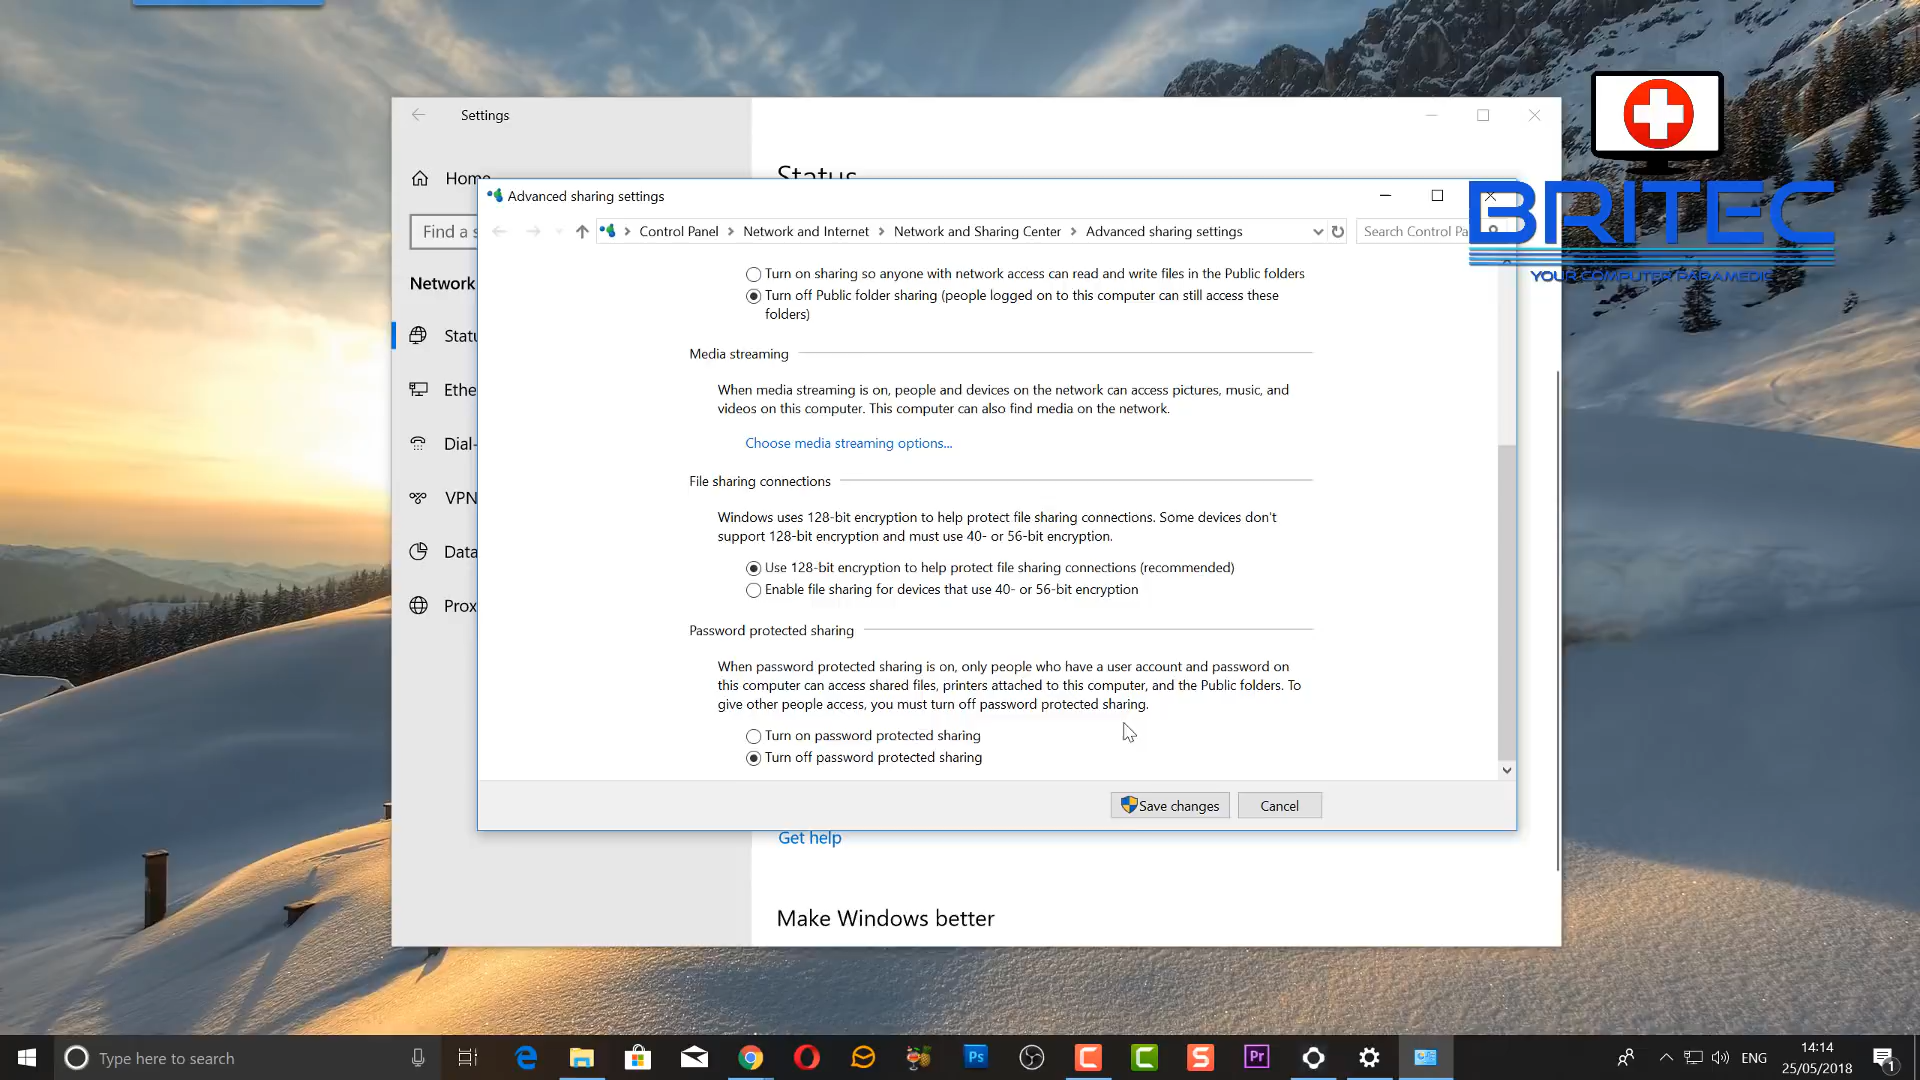 Settings
Status
Home
Advanced sharing settings
Find a s
Control Panel > Network and Internet > Network and Sharing Center > Advanced sharing settings
Search Control Pa
BRITEC
YOUR COMPUTER PARAMEDIC
Network
Turn on sharing so anyone with network access can read and write files in the Public folders
Turn off Public folder sharing (people logged on to this computer can still access these
folders)
Statu
Media streaming
Ethe
When media streaming is on, people and devices on the network can access pictures, music, and
videos on this computer. This computer can also find media on the network.
Dial-
Choose media streaming options...
File sharing connections
VPN
Windows uses 128-bit encryption to help protect file sharing connections. Some devices don't
support 128-bit encryption and must use 40- or 56-bit encryption.
Data
Use 128-bit encryption to help protect file sharing connections (recommended)
Enable file sharing for devices that use 40- or 56-bit encryption
Prox
Password protected sharing
When password protected sharing is on, only people who have a user account and password on
this computer can access shared files, printers attached to this computer, and the Public folders. To
give other people access, you must turn off password protected sharing.
Turn on password protected sharing
Turn off password protected sharing
Save changes
Cancel
Get help
Make Windows better
Type here to search
Ps
Pr
ENG
14:14
25/05/2018
1